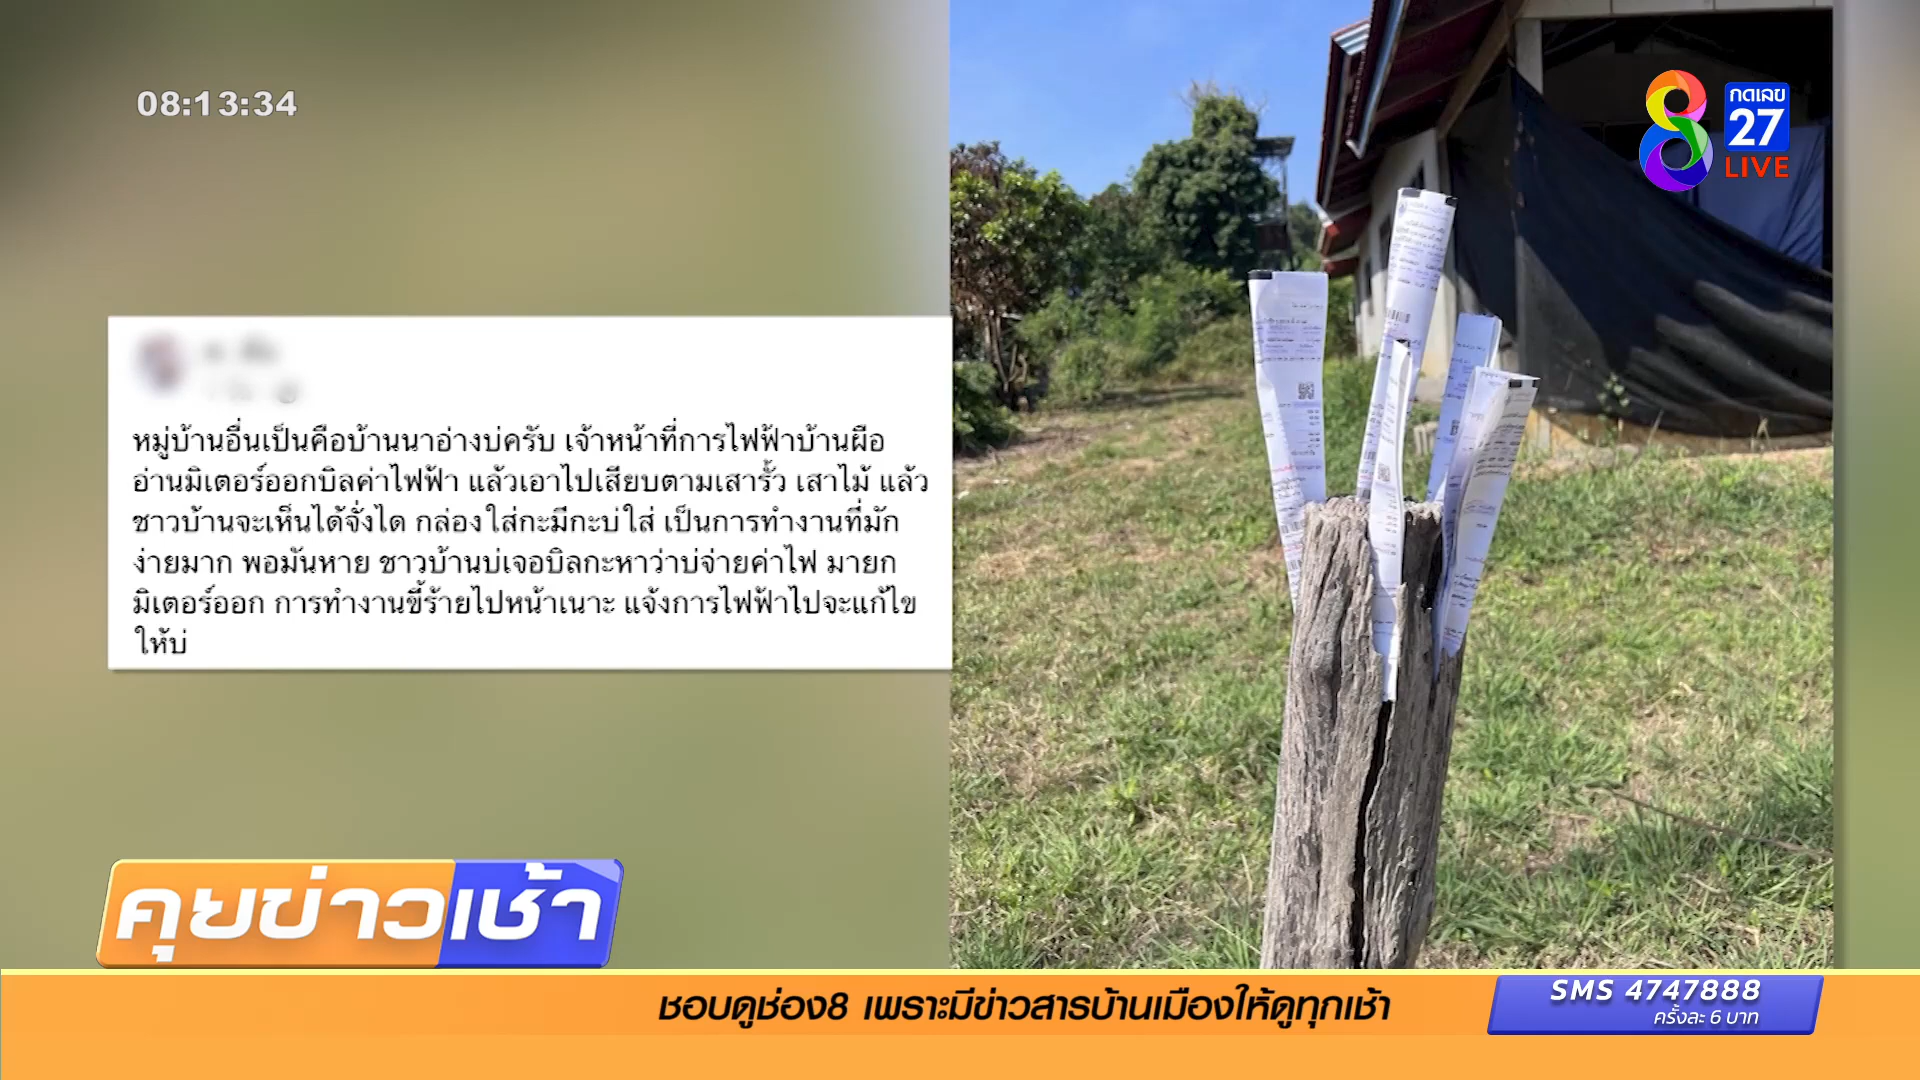 08:13:34
กดเลข
27
LIVE
หมู่บ้านอื่นเป็นคือบ้านนาอ่างบ่ครับ เจ้าหน้าที่การไฟฟ้าบ้านผือ
อ่านมิเตอร์ออกบิลค่าไฟฟ้า แล้วเอาไปเสียบตามเสารั้ว เสาไม้ แล้ว
ชาวบ้านจะเห็นได้จั่งได กล่องใส่กะมีกะบ่ใส่ เป็นการทำงานที่มัก
ง่ายมาก พอมันหาย ชาวบ้านบ่เจอบิลกะหาว่าบ่จ่ายค่าไฟ มายก
มิเตอร์ออก การทำงานขี้ร้ายไปหน้าเนาะ แจ้งการไฟฟ้าไปจะแก้ไข
ให้บ่
คุยข่าวเช้า
ชอบดูช่อง8 เพราะมีข่าวสารบ้านเมืองให้ดูทุกเช้า
SMS 4747888
ครั้งละ 6 บาท